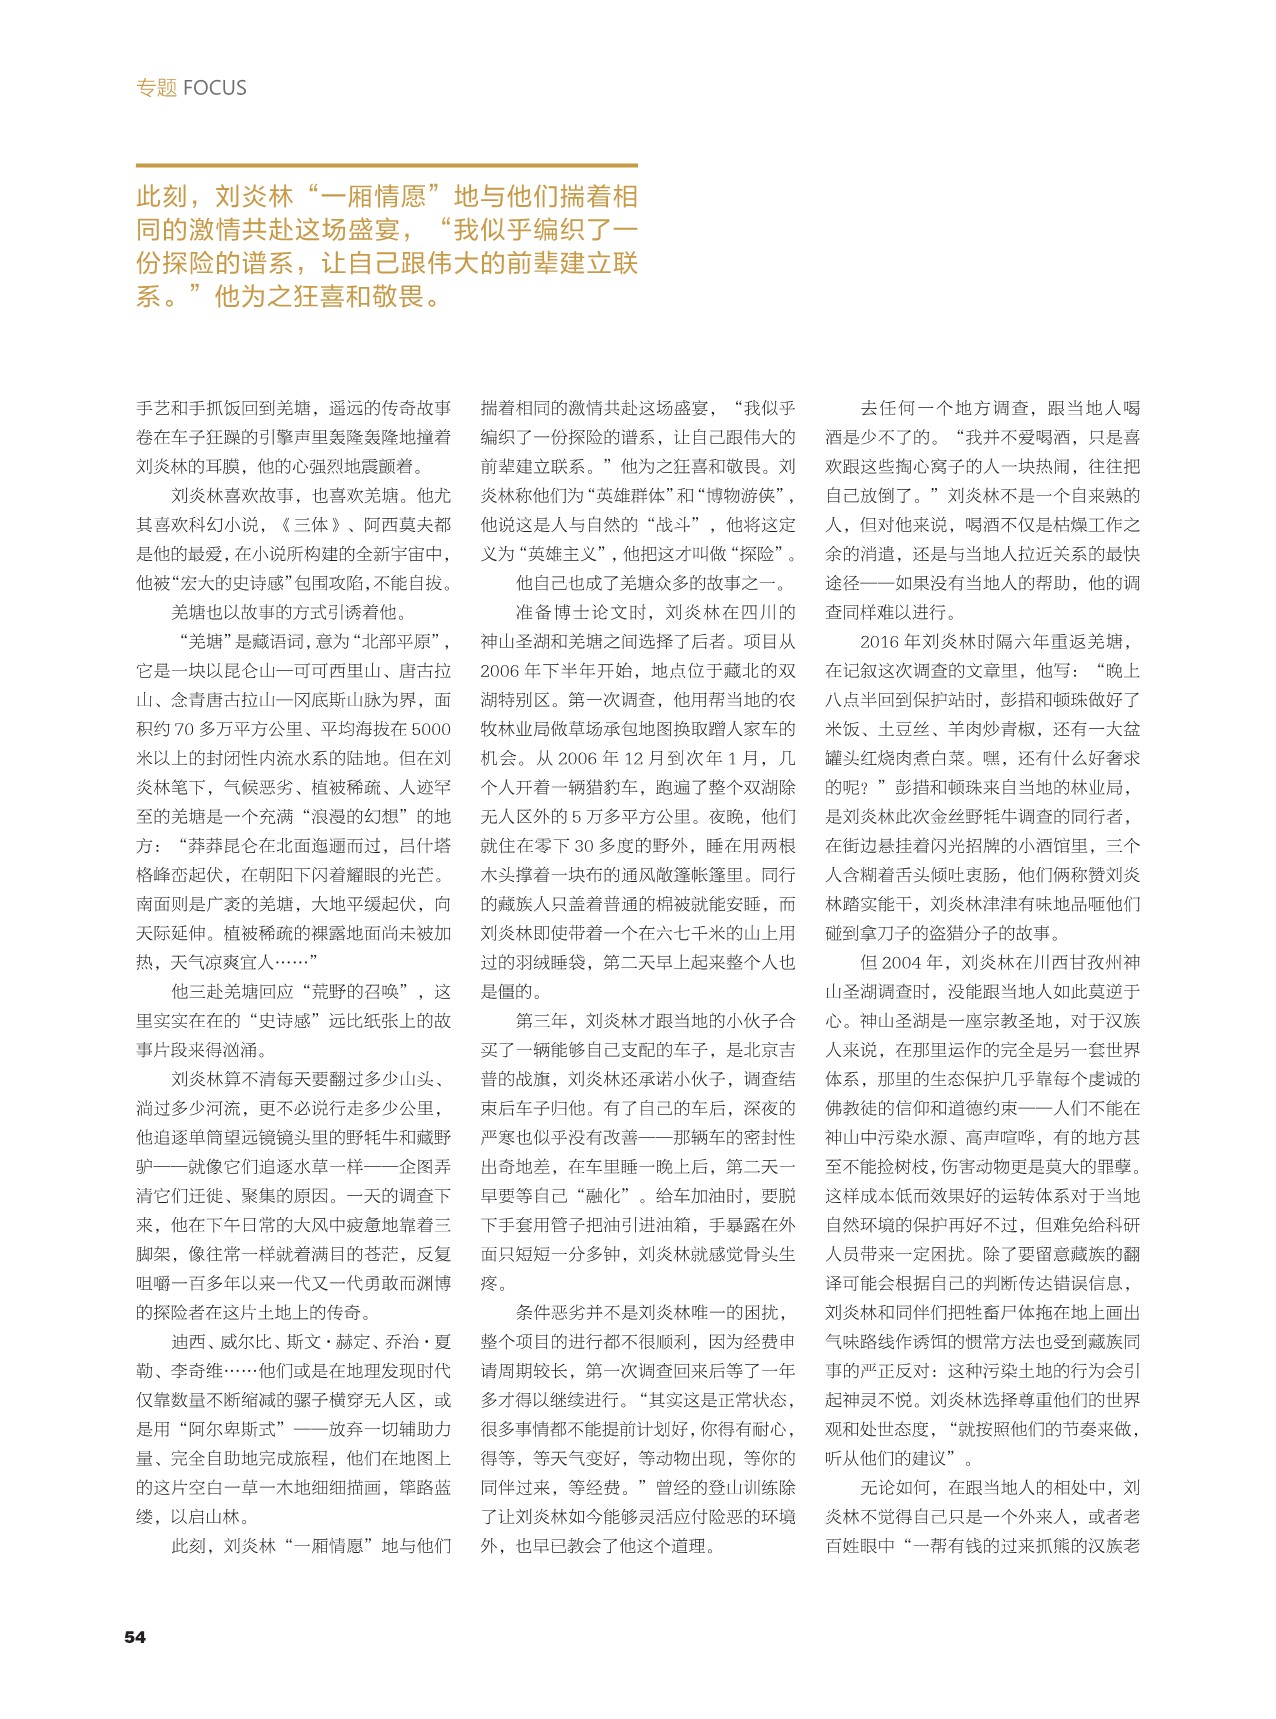 专题 FOCUS
此刻，刘炎林“一厢情愿”地与他们揣着相
同的激情共赴这场盛宴，“我似乎编织了一
份探险的谱系，让自己跟伟大的前辈建立联
系。”他为之狂喜和敬畏。
手艺和手抓饭回到羌塘，遥远的传奇故事
卷在车子狂躁的引擎声里轰隆轰隆地撞着
刘炎林的耳膜，他的心强烈地震颤着。
刘炎林喜欢故事，也喜欢羌塘。他尤
其喜欢科幻小说，《三体》、阿西莫夫都
是他的最爱，在小说所构建的全新宇宙中，
他被“宏大的史诗感”包围攻陷，不能自拔。
羌塘也以故事的方式引诱着他。
“羌塘”是藏语词，意为“北部平原”，
它是一块以昆仑山—可可西里山、唐古拉
山、念青唐古拉山—冈底斯山脉为界，面
积约 70 多万平方公里、平均海拔在 5000
米以上的封闭性内流水系的陆地。但在刘
炎林笔下，气候恶劣、植被稀疏、人迹罕
至的羌塘是一个充满“浪漫的幻想”的地
方：“莽莽昆仑在北面迤逦而过，吕什塔
格峰峦起伏，在朝阳下闪着耀眼的光芒。
南面则是广袤的羌塘，大地平缓起伏，向
天际延伸。植被稀疏的裸露地面尚未被加
热，天气凉爽宜人……”
他三赴羌塘回应“荒野的召唤”，这
里实实在在的“史诗感”远比纸张上的故
事片段来得汹涌。
刘炎林算不清每天要翻过多少山头、
淌过多少河流，更不必说行走多少公里，
他追逐单筒望远镜镜头里的野牦牛和藏野
驴——就像它们追逐水草一样——企图弄
清它们迁徙、聚集的原因。一天的调查下
来，他在下午日常的大风中疲惫地靠着三
脚架，像往常一样就着满目的苍茫，反复
咀嚼一百多年以来一代又一代勇敢而渊博
的探险者在这片土地上的传奇。
迪西、威尔比、斯文·赫定、乔治·夏
勒、李奇维……他们或是在地理发现时代
仅靠数量不断缩减的骡子横穿无人区，或
是用“阿尔卑斯式”——放弃一切辅助力
量、完全自助地完成旅程，他们在地图上
的这片空白一草一木地细细描画，筚路蓝
缕，以启山林。
此刻，刘炎林“一厢情愿”地与他们
揣着相同的激情共赴这场盛宴，“我似乎
编织了一份探险的谱系，让自己跟伟大的
前辈建立联系。”他为之狂喜和敬畏。刘
炎林称他们为“英雄群体”和“博物游侠”，
他说这是人与自然的“战斗”，他将这定
义为“英雄主义”，他把这才叫做“探险”。
他自己也成了羌塘众多的故事之一。
准备博士论文时，刘炎林在四川的
神山圣湖和羌塘之间选择了后者。项目从
2006 年下半年开始，地点位于藏北的双
湖特别区。第一次调查，他用帮当地的农
牧林业局做草场承包地图换取蹭人家车的
机会。从 2006 年 12 月到次年 1 月，几
个人开着一辆猎豹车，跑遍了整个双湖除
无人区外的 5 万多平方公里。夜晚，他们
就住在零下 30 多度的野外，睡在用两根
木头撑着一块布的通风敞篷帐篷里。同行
的藏族人只盖着普通的棉被就能安睡，而
刘炎林即使带着一个在六七千米的山上用
过的羽绒睡袋，第二天早上起来整个人也
是僵的。
第三年，刘炎林才跟当地的小伙子合
买了一辆能够自己支配的车子，是北京吉
普的战旗，刘炎林还承诺小伙子，调查结
束后车子归他。有了自己的车后，深夜的
严寒也似乎没有改善——那辆车的密封性
出奇地差，在车里睡一晚上后，第二天一
早要等自己“融化”。给车加油时，要脱
下手套用管子把油引进油箱，手暴露在外
面只短短一分多钟，刘炎林就感觉骨头生
疼。
条件恶劣并不是刘炎林唯一的困扰，
整个项目的进行都不很顺利，因为经费申
请周期较长，第一次调查回来后等了一年
多才得以继续进行。“其实这是正常状态，
很多事情都不能提前计划好，你得有耐心，
得等，等天气变好，等动物出现，等你的
同伴过来，等经费。”曾经的登山训练除
了让刘炎林如今能够灵活应付险恶的环境
外，也早已教会了他这个道理。
去任何一个地方调查，跟当地人喝
酒是少不了的。“我并不爱喝酒，只是喜
欢跟这些掏心窝子的人一块热闹，往往把
自己放倒了。”刘炎林不是一个自来熟的
人，但对他来说，喝酒不仅是枯燥工作之
余的消遣，还是与当地人拉近关系的最快
途径——如果没有当地人的帮助，他的调
查同样难以进行。
2016 年刘炎林时隔六年重返羌塘，
在记叙这次调查的文章里，他写：“晚上
八点半回到保护站时，彭措和顿珠做好了
米饭、土豆丝、羊肉炒青椒，还有一大盆
罐头红烧肉煮白菜。嘿，还有什么好奢求
的呢？”彭措和顿珠来自当地的林业局，
是刘炎林此次金丝野牦牛调查的同行者，
在街边悬挂着闪光招牌的小酒馆里，三个
人含糊着舌头倾吐衷肠，他们俩称赞刘炎
林踏实能干，刘炎林津津有味地品咂他们
碰到拿刀子的盗猎分子的故事。
但 2004 年，刘炎林在川西甘孜州神
山圣湖调查时，没能跟当地人如此莫逆于
心。神山圣湖是一座宗教圣地，对于汉族
人来说，在那里运作的完全是另一套世界
体系，那里的生态保护几乎靠每个虔诚的
佛教徒的信仰和道德约束——人们不能在
神山中污染水源、高声喧哗，有的地方甚
至不能捡树枝，伤害动物更是莫大的罪孽。
这样成本低而效果好的运转体系对于当地
自然环境的保护再好不过，但难免给科研
人员带来一定困扰。除了要留意藏族的翻
译可能会根据自己的判断传达错误信息，
刘炎林和同伴们把牲畜尸体拖在地上画出
气味路线作诱饵的惯常方法也受到藏族同
事的严正反对：这种污染土地的行为会引
起神灵不悦。刘炎林选择尊重他们的世界
观和处世态度，“就按照他们的节奏来做，
听从他们的建议”。
无论如何，在跟当地人的相处中，刘
炎林不觉得自己只是一个外来人，或者老
百姓眼中“一帮有钱的过来抓熊的汉族老
54